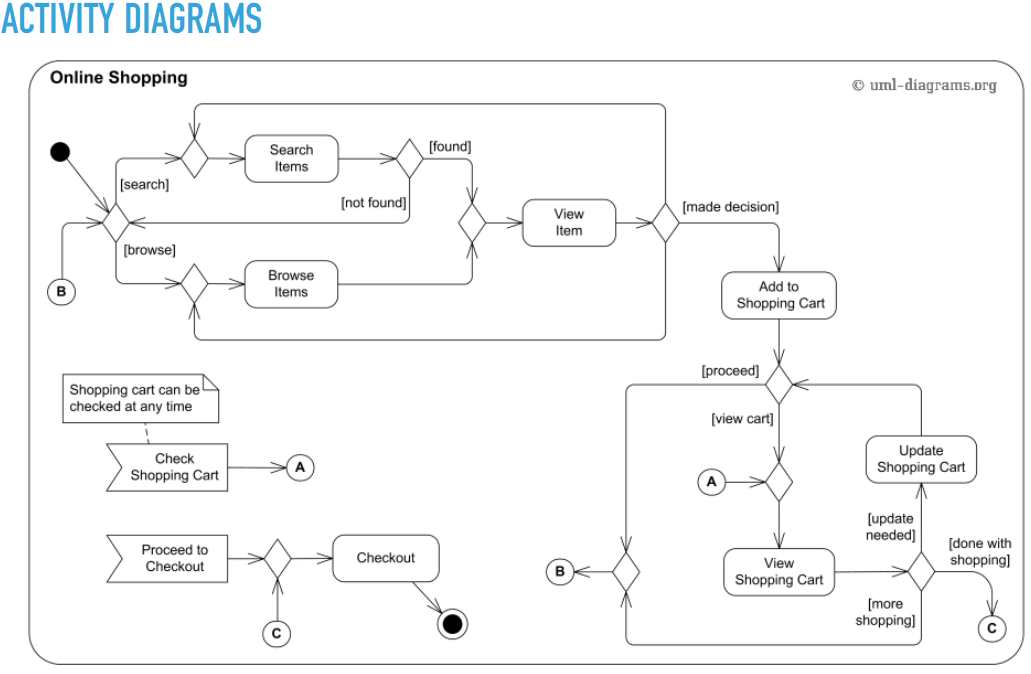 ACTIVITY DIAGRAMS
Online Shopping
© uml-diagrams.org
Search
Items
[found]
[search]
[not found]
[made decision]
View
Item
[browse]
Browse
Items
B
Add to
Shopping Cart
[proceed]
Shopping cart can be
checked at any time
[view cart]
Check
Shopping Cart
A
A
Update
Shopping Cart
[update
needed]
[done with
shopping]
Proceed to
Checkout
Checkout
B
View
Shopping Cart
[more
shopping]
C
C